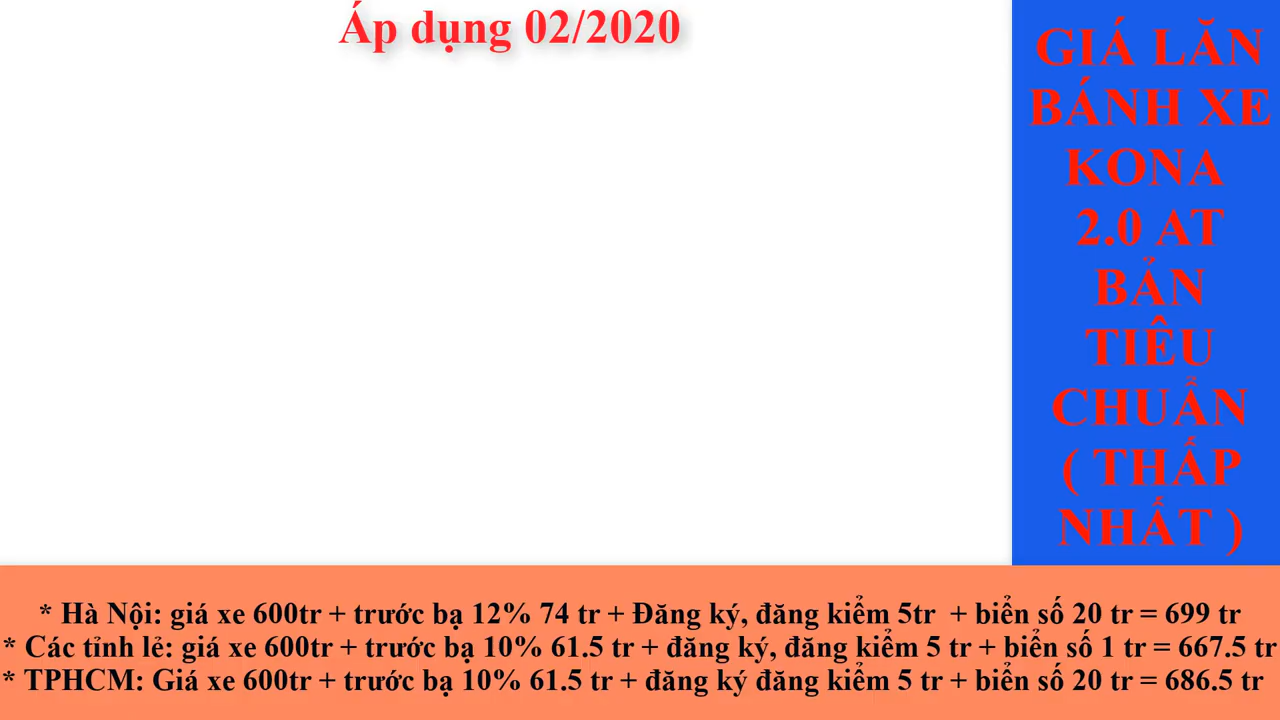 Áp dụng 02/2020
GIÁ LĂN
BÁNH XE
KONA
2.0 AT
BẢN
TIÊU
CHUẨN
( THẤP
NHẤT )
* Hà Nội: giá xe 600tr + trước bạ 12% 74 tr + Đăng ký, đăng kiểm 5tr  + biển số 20 tr = 699 tr
* Các tỉnh lẻ: giá xe 600tr + trước bạ 10% 61.5 tr + đăng ký, đăng kiểm 5 tr + biển số 1 tr = 667.5 tr
* TPHCM: Giá xe 600tr + trước bạ 10% 61.5 tr + đăng ký đăng kiểm 5 tr + biển số 20 tr = 686.5 tr